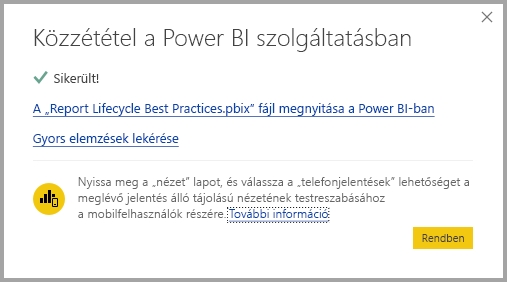 Közzététel a Power BI szolgáltatásban
Sikerült!
A „Report Lifecycle Best Practices.pbix” fájl megnyitása a Power BI-ban
Gyors elemzések lekérése
Nyissa meg a „nézet” lapot, és válassza a „telefonjelentések” lehetőséget a
meglévő jelentés álló tájolású nézetének testreszabásához
a mobilfelhasználók részére. További információ
Rendben